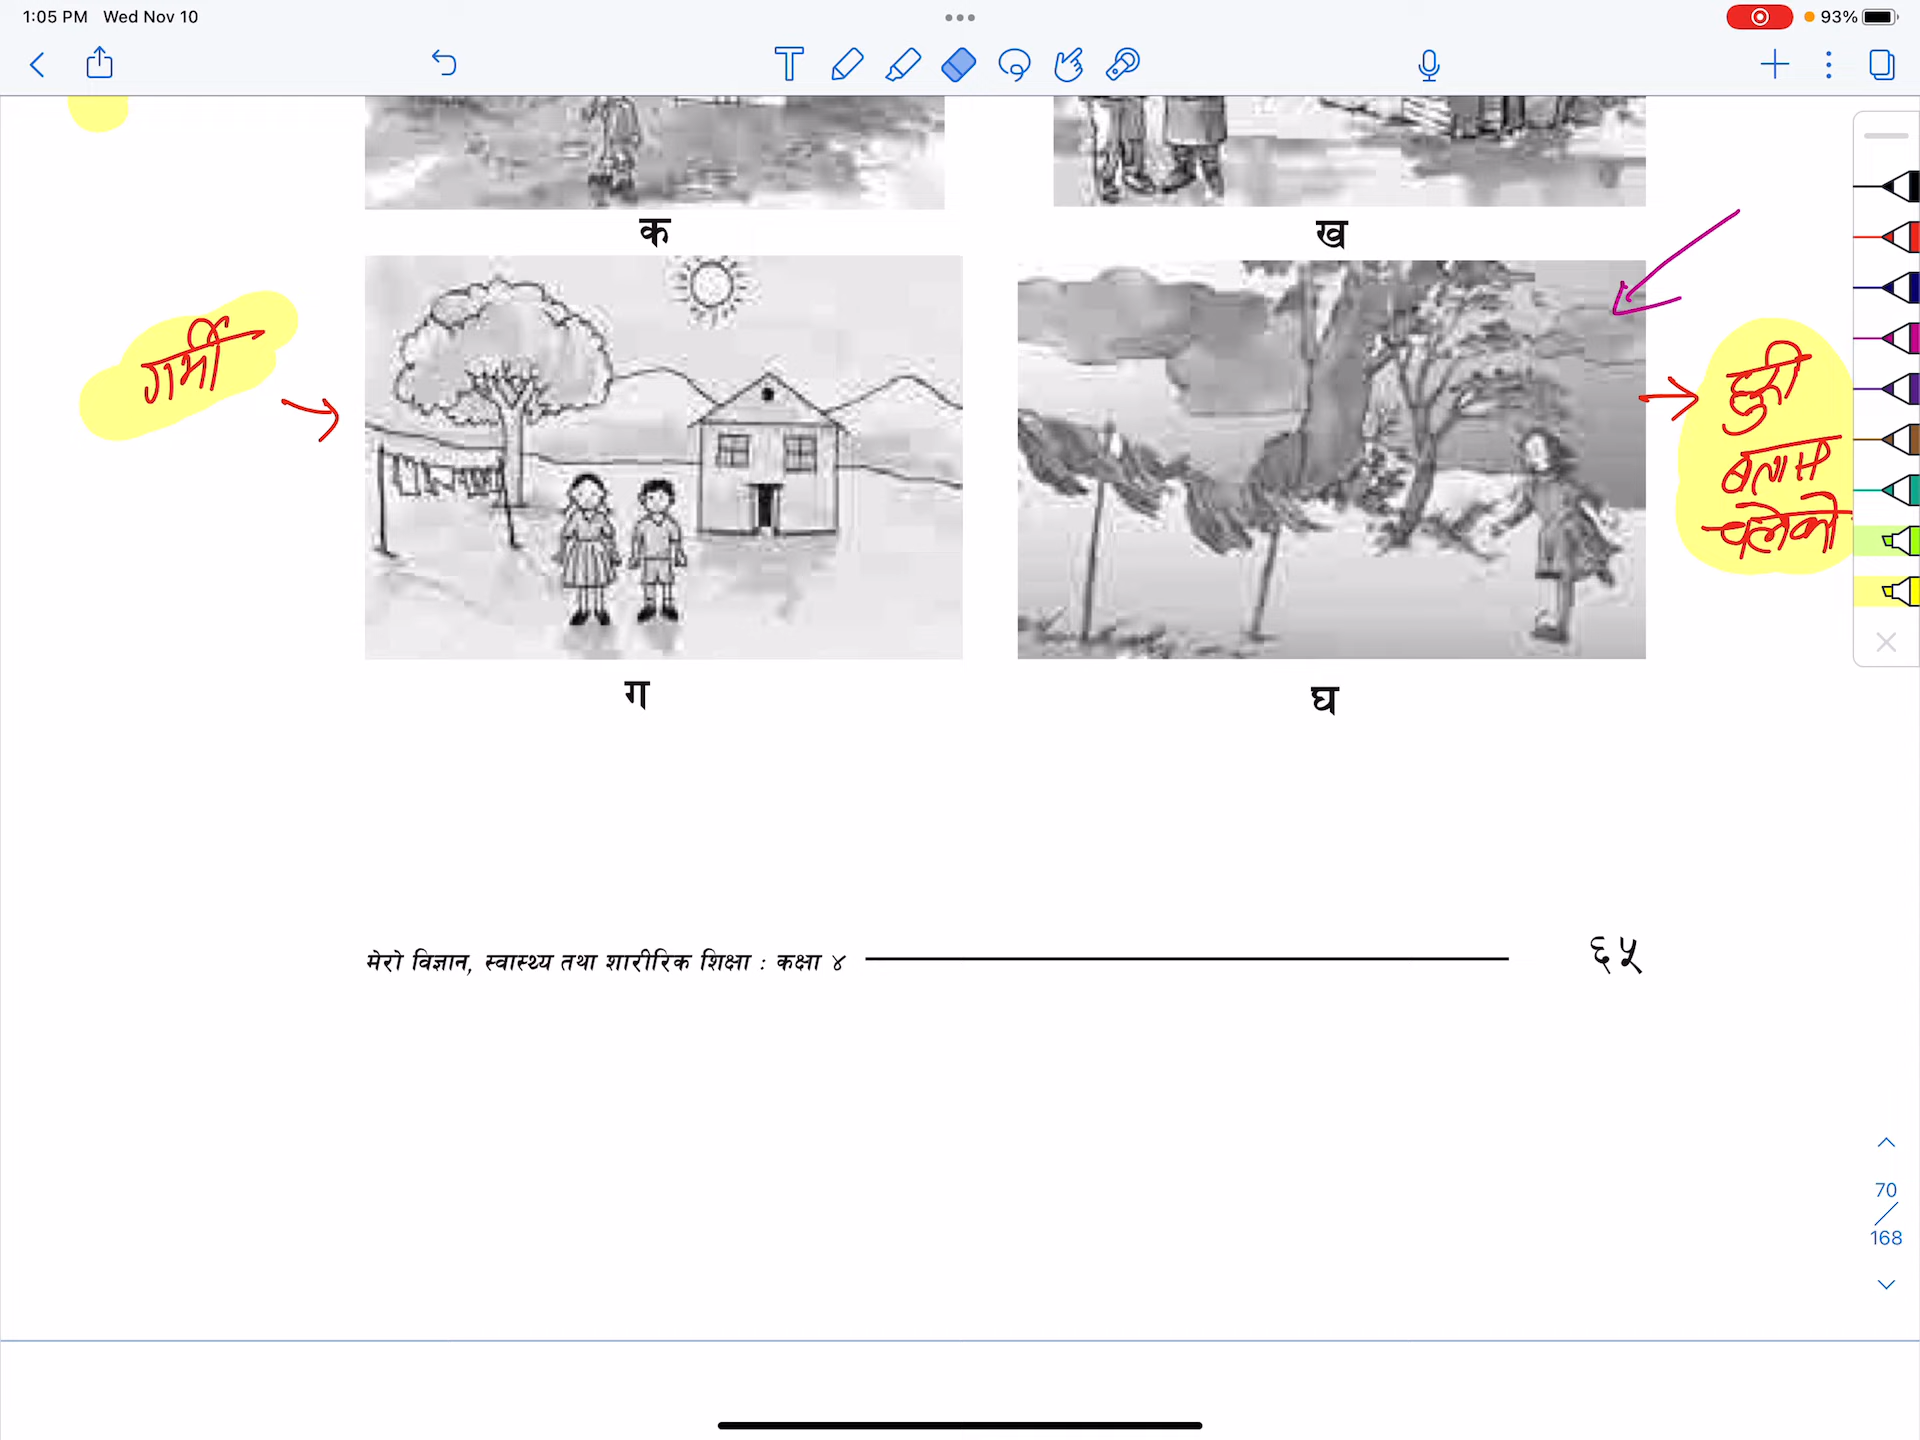 1:05 PM Wed Nov 10
93%
क
ख
गर्मी
हुरी
बतास
चलेको
ग
घ
मेरो विज्ञान, स्वास्थ्य तथा शारीरिक शिक्षा : कक्षा ४
६५
70
168